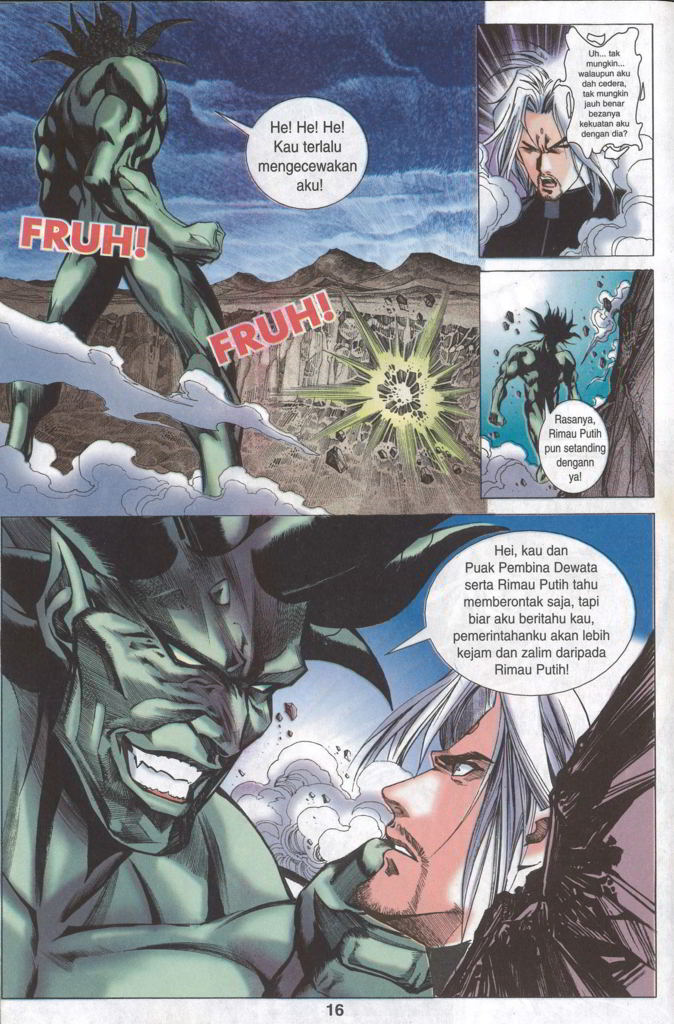 He! He! He!
Kau terlalu
mengecewakan
aku!
FRUH!
FRUH!
Uh... tak
mungkin...
walaupun aku
dah cedera,
tak mungkin
jauh benar
bezanya
kekuatan aku
dengan dia?
Rasanya,
Rimau Putih
pun setanding
dengann
ya!
Hei, kau dan
Puak Pembina Dewata
serta Rimau Putih tahu
memberontak saja, tapi
biar aku beritahu kau,
pemerintahanku akan lebih
kejam dan zalim daripada
Rimau Putih!
16